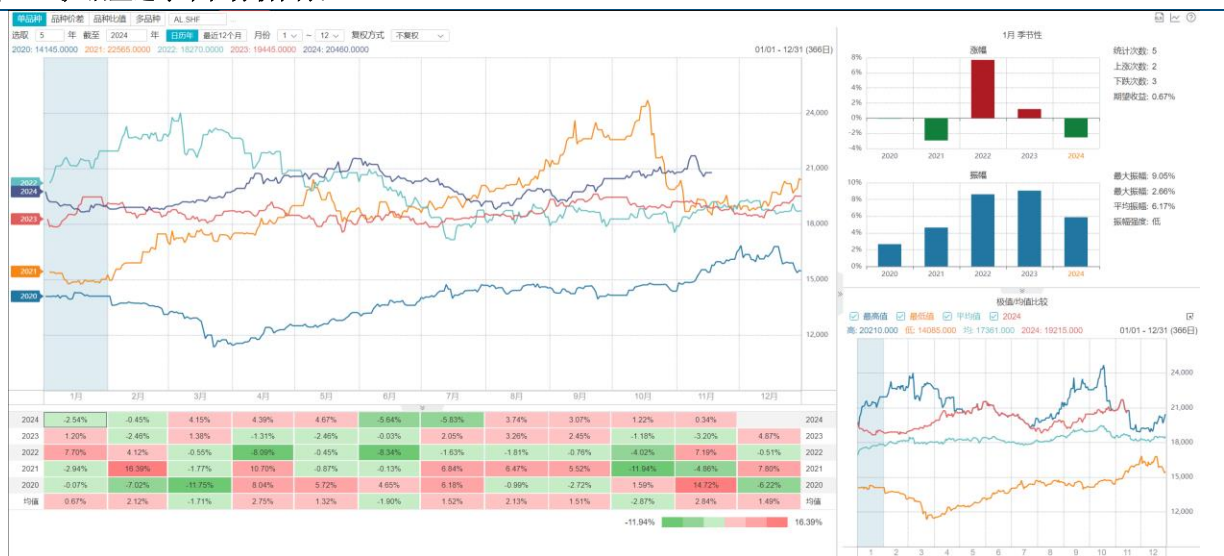 单品种 品种价差 品种比值 多品种 AL.SHF
选取 5 年 截至 2024 年 日历年 最近12个月 月份 1 ~ 12 复权方式 不复权
2020: 14145.0000 2021: 22565.0000 2022: 18270.0000 2023: 19445.0000 2024: 20460.0000 01/01 - 12/31 (366日)
24,000
21,000
18,000
15,000
12,000
2022
2024
2023
2021
2020
1月 2月 3月 4月 5月 6月 7月 8月 9月 10月 11月 12月
2024 -2.54% -0.45% 4.15% 4.39% 4.67% -5.64% -5.83% 3.74% 3.07% 1.22% 0.34% 2024
2023 1.20% -2.46% 1.38% -1.31% -2.46% -0.03% 2.05% 3.26% 2.45% -1.18% -3.20% 4.87% 2023
2022 7.70% 4.12% -0.55% -8.09% -0.45% -8.34% -1.63% -1.81% -0.76% -4.02% 7.19% -0.51% 2022
2021 -2.94% 16.39% -1.77% 10.70% -0.87% -0.13% 6.84% 6.47% 5.52% -11.94% -4.86% 7.60% 2021
2020 -0.07% -7.02% -11.75% 8.04% 5.72% 4.65% 6.18% -0.99% -2.72% 1.59% 14.72% -6.22% 2020
均值 0.67% 2.12% -1.71% 2.75% 1.32% -1.90% 1.52% 2.13% 1.51% -2.87% 2.84% 1.49% 均值
-11.94% 16.39%
1月 季节性
涨幅
8%
6%
4%
2%
0%
-2%
-4%
2020 2021 2022 2023 2024
统计次数: 5
上涨次数: 2
下跌次数: 3
期望收益: 0.67%
振幅
10%
8%
6%
4%
2%
0%
2020 2021 2022 2023 2024
最大振幅: 9.05%
最大振幅: 2.66%
平均振幅: 6.17%
振幅强度: 低
极值/均值比较
最高值 最低值 平均值 2024
高: 20210.000 低: 14085.000 均: 17361.000 2024: 19215.000 01/01 - 12/31 (366日)
24,000
21,000
18,000
15,000
12,000
1 2 3 4 5 6 7 8 9 10 11 12